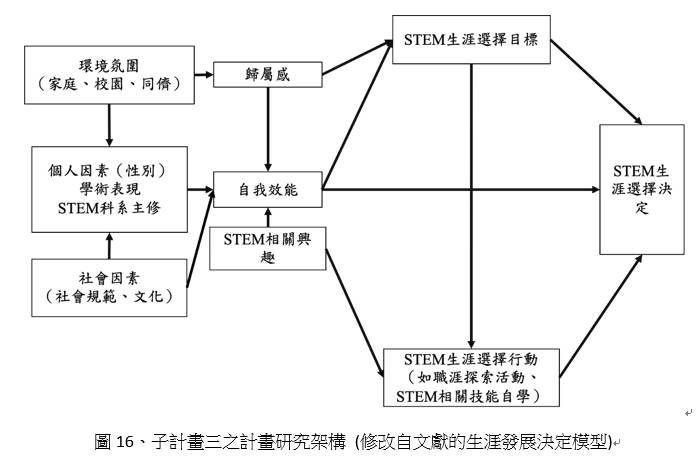 環境氛圍
（家庭、校園、同儕）
歸屬感
STEM生涯選擇目標
個人因素（性別）
學術表現
STEM科系主修
自我效能
STEM生
涯選擇決
定
STEM相關興
趣
社會因素
（社會規範、文化）
STEM生涯選擇行動
（如職涯探索活動、
STEM相關技能自學）
圖 16、子計畫三之計畫研究架構 (修改自文獻的生涯發展決定模型)